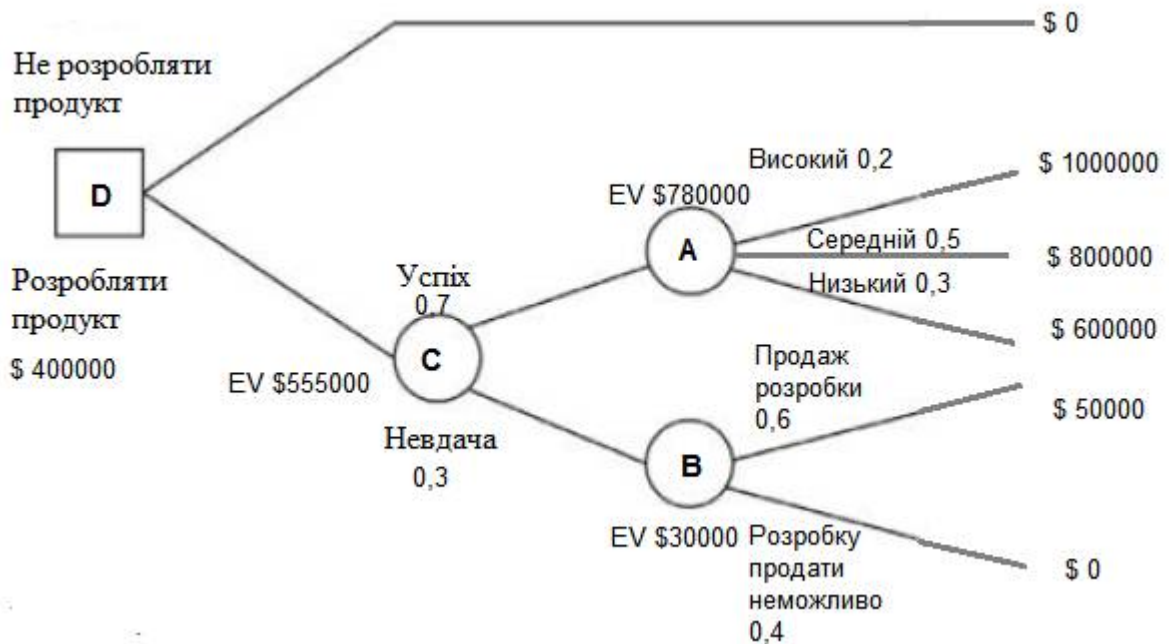 $ 0
Не розробляти
продукт
D
Розробляти
продукт
$ 400000
Успіх
0,7
C
EV $555000
Невдача
0,3
EV $780000
A
Високий 0,2
$ 1000000
Середній 0,5
$ 800000
Низький 0,3
$ 600000
Продаж
розробки
0,6
$ 50000
B
EV $30000
Розробку
продати
неможливо
0,4
$ 0